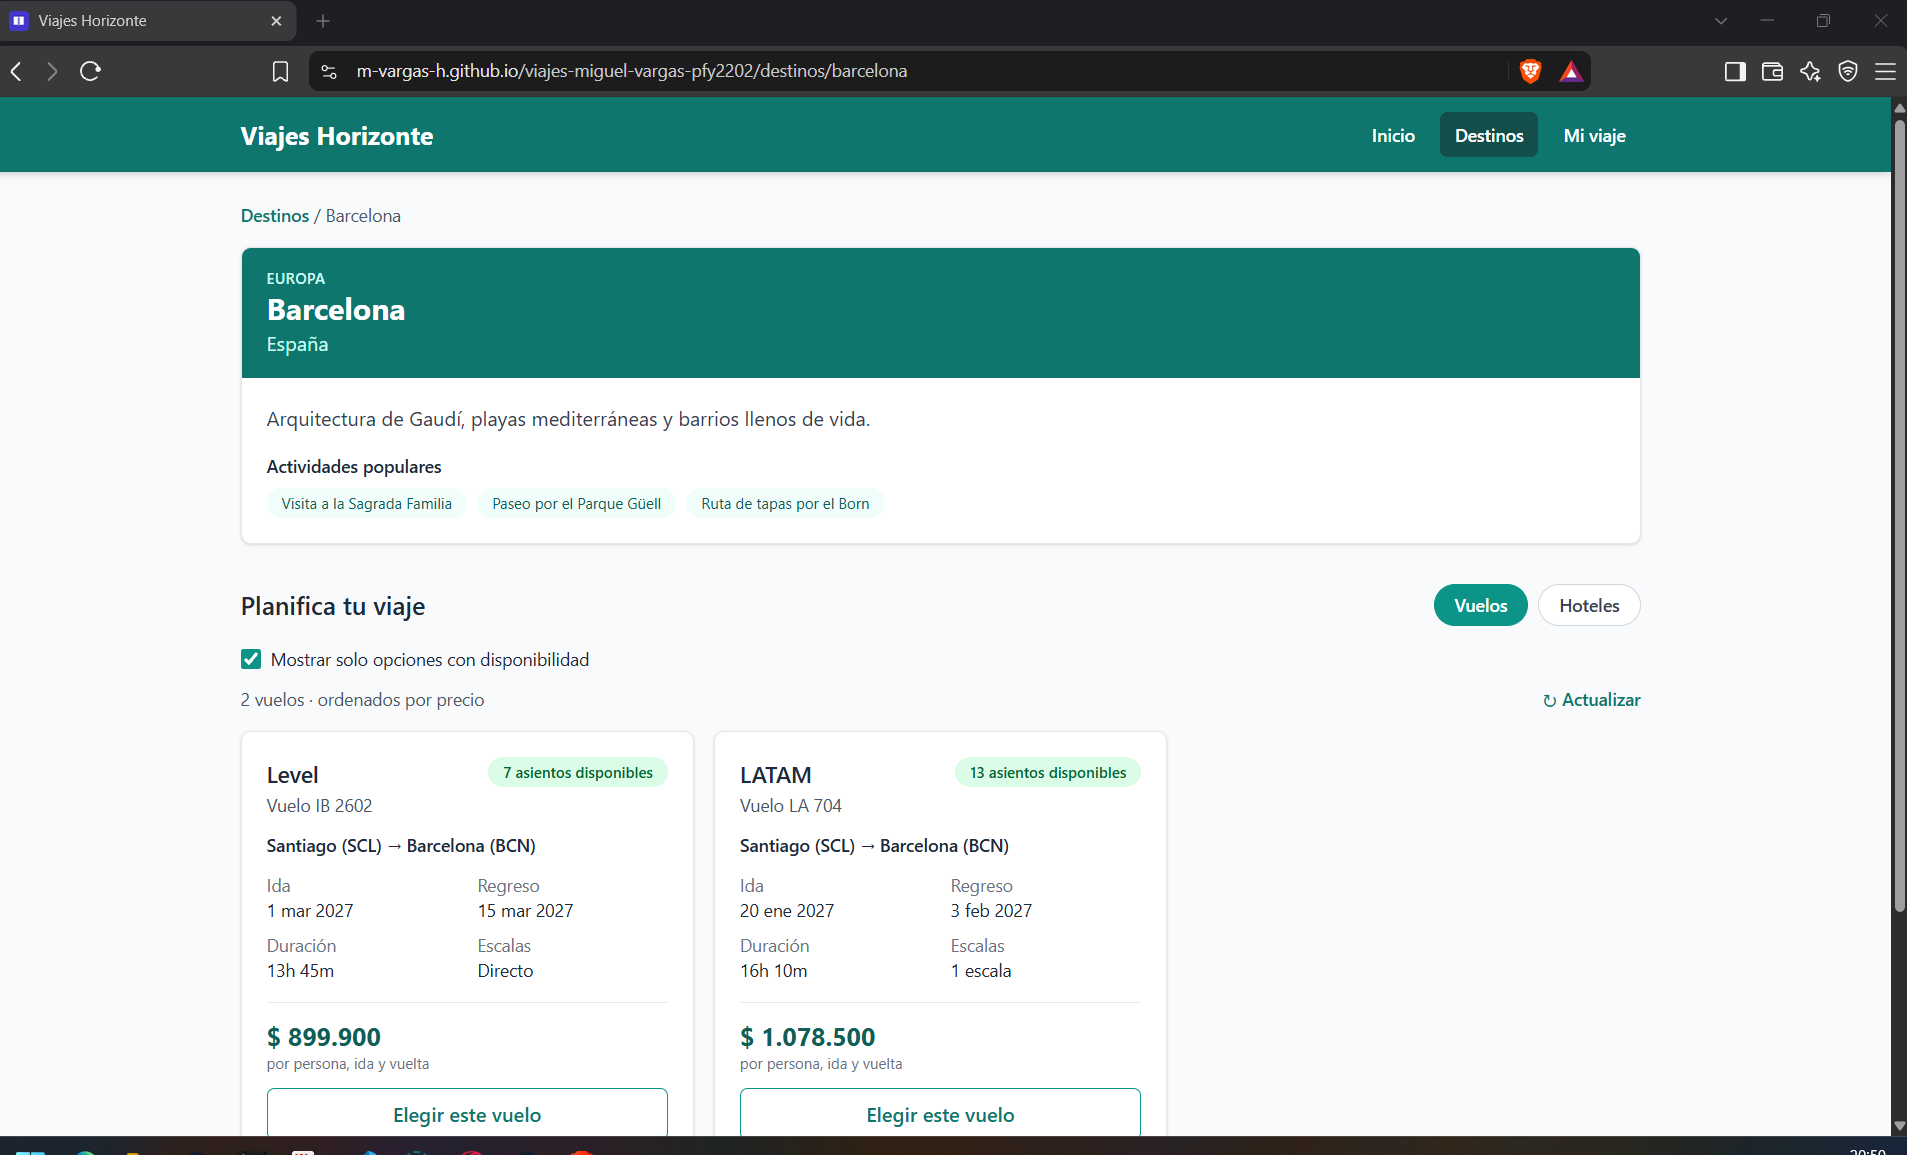 Viajes Horizonte
m-vargas-h.github.io/viajes-miguel-vargas-pfy2202/destinos/barcelona
Viajes Horizonte
Inicio
Destinos
Mi viaje
Destinos / Barcelona
EUROPA
Barcelona
España
Arquitectura de Gaudí, playas mediterráneas y barrios llenos de vida.
Actividades populares
Visita a la Sagrada Familia
Paseo por el Parque Güell
Ruta de tapas por el Born
Planifica tu viaje
Vuelos
Hoteles
Mostrar solo opciones con disponibilidad
2 vuelos · ordenados por precio
↻ Actualizar
Level
7 asientos disponibles
Vuelo IB 2602
Santiago (SCL) → Barcelona (BCN)
Ida
Regreso
1 mar 2027
15 mar 2027
Duración
Escalas
13h 45m
Directo
$ 899.900
por persona, ida y vuelta
Elegir este vuelo
LATAM
13 asientos disponibles
Vuelo LA 704
Santiago (SCL) → Barcelona (BCN)
Ida
Regreso
20 ene 2027
3 feb 2027
Duración
Escalas
16h 10m
1 escala
$ 1.078.500
por persona, ida y vuelta
Elegir este vuelo